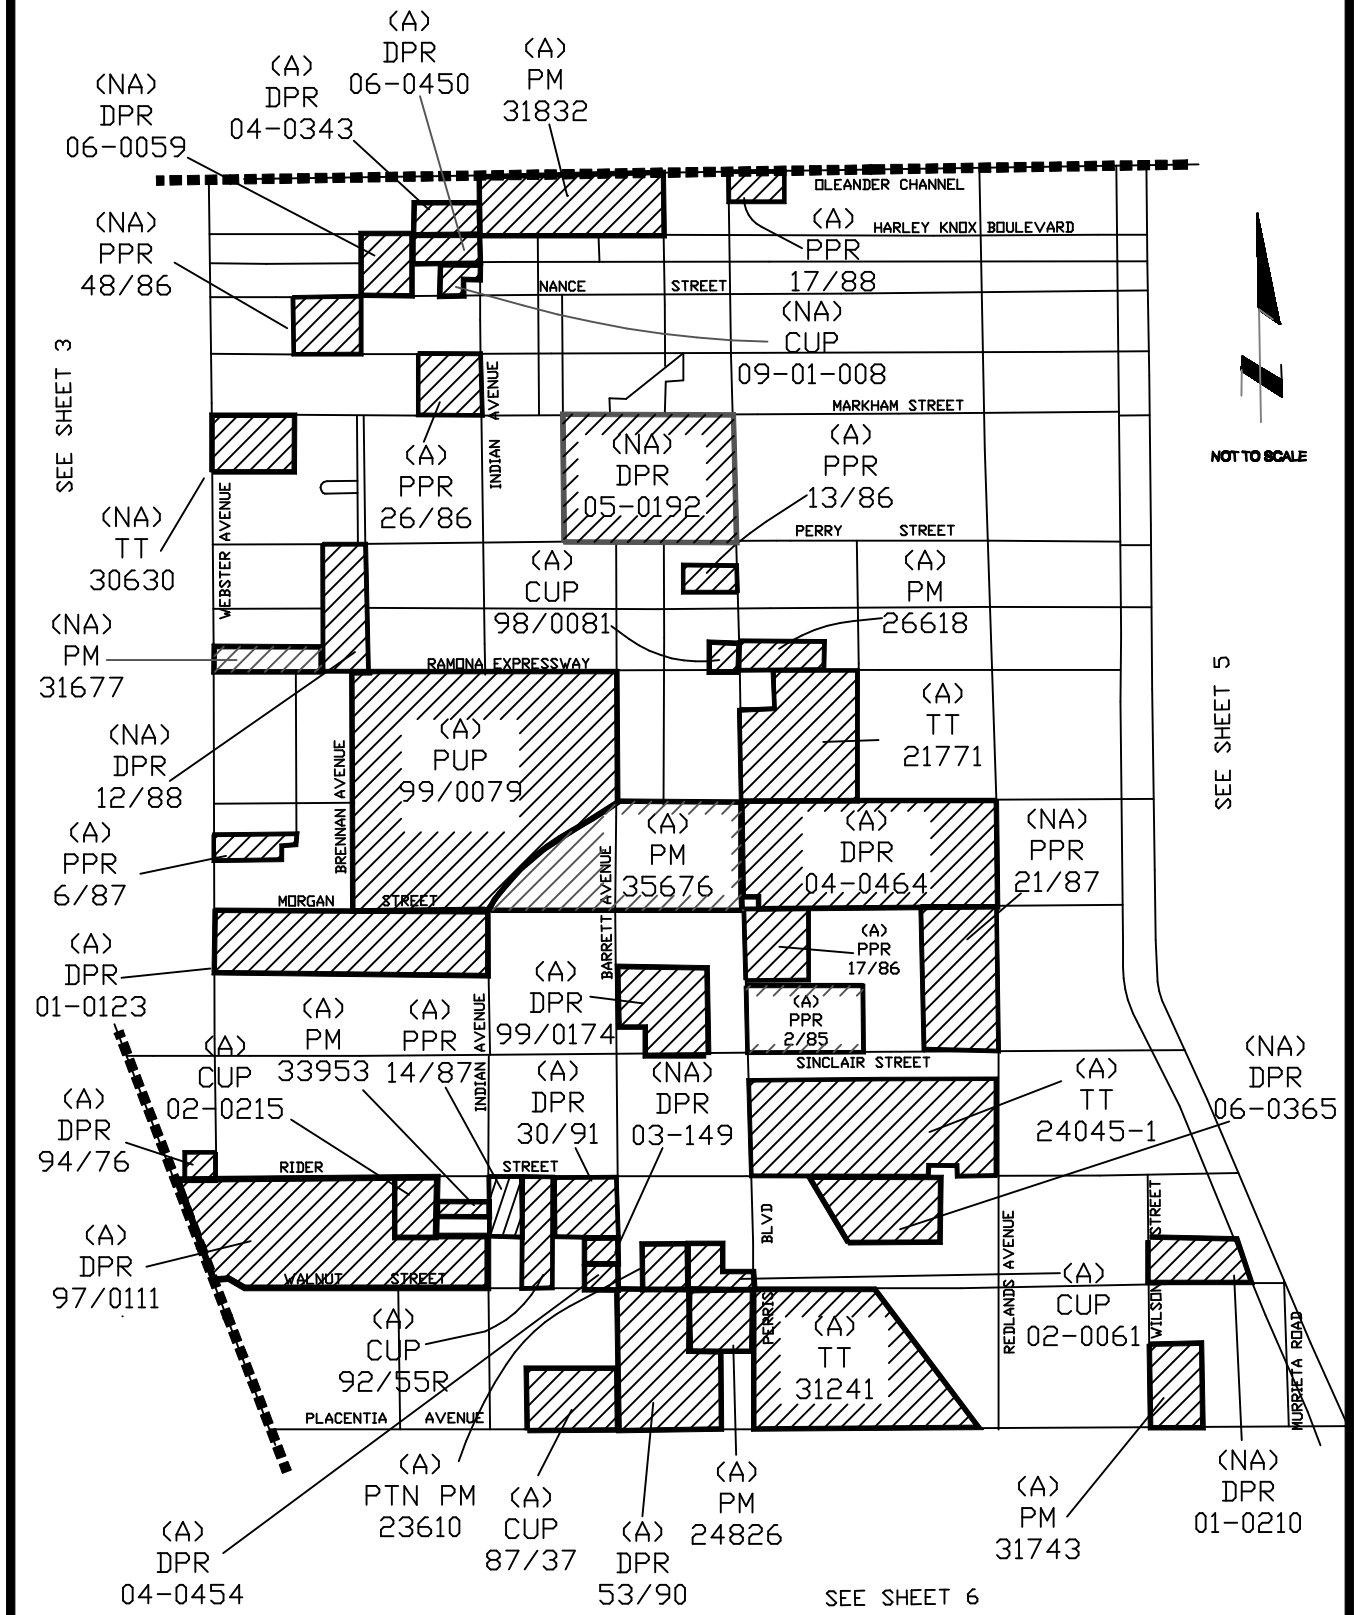 (A)
DPR
06-0450
(A)
PM
31832
(A)
DPR
04-0343
(NA)
DPR
06-0059
OLEANDER CHANNEL
(NA)
PPR
48/86
(A)
PPR
17/88
HARLEY KNOX BOULEVARD
NANCE STREET
(NA)
CUP
09-01-008
SEE SHEET 3
INDIAN AVENUE
MARKHAM STREET
NOT TO SCALE
(A)
PPR
26/86
(NA)
DPR
05-0192
(A)
PPR
13/86
(NA)
TT
30630
WEBSTER AVENUE
PERRY STREET
(A)
CUP
98/0081
(A)
PM
26618
(NA)
PM
31677
RAMONA EXPRESSWAY
SEE SHEET 5
(A)
TT
21771
(NA)
DPR
12/88
BRENNAN AVENUE
(A)
PUP
99/0079
(A)
PPR
6/87
(A)
PM
35676
BARRETT AVENUE
(A)
DPR
04-0464
(NA)
PPR
21/87
MORGAN STREET
(A)
DPR
01-0123
(A)
PPR
17/86
(A)
DPR
99/0174
(A)
PPR
2/85
(A)
PM
33953
(A)
PPR
14/87
INDIAN AVENUE
SINCLAIR STREET
(A)
CUP
02-0215
(A)
DPR
30/91
(NA)
DPR
03-149
(A)
TT
24045-1
(NA)
DPR
06-0365
(A)
DPR
94/76
RIDER STREET
(A)
DPR
97/0111
WALNUT STREET
PERRIS BLVD
REDLANDS AVENUE
WILSON STREET
(A)
CUP
02-0061
(A)
CUP
92/55R
(A)
TT
31241
MURRIETA ROAD
PLACENTIA AVENUE
(A)
PTN PM
23610
(A)
CUP
87/37
(A)
DPR
53/90
(A)
PM
24826
(A)
PM
31743
(NA)
DPR
01-0210
(A)
DPR
04-0454
SEE SHEET 6